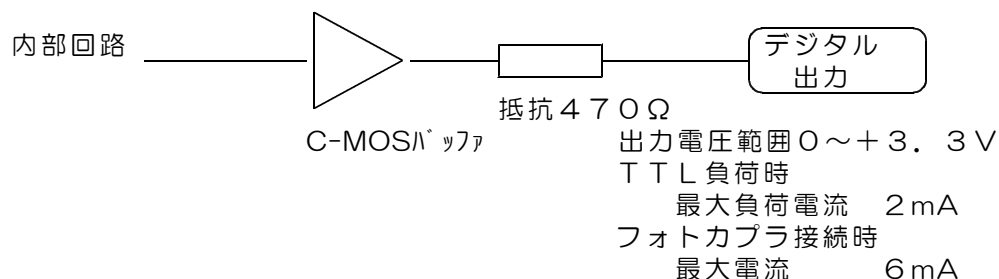 内部回路
デジタル
出力
抵抗470Ω
C-MOSバッファ
出力電圧範囲0~+3.3V
TTL負荷時
最大負荷電流 2mA
フォトカプラ接続時
最大電流 6mA